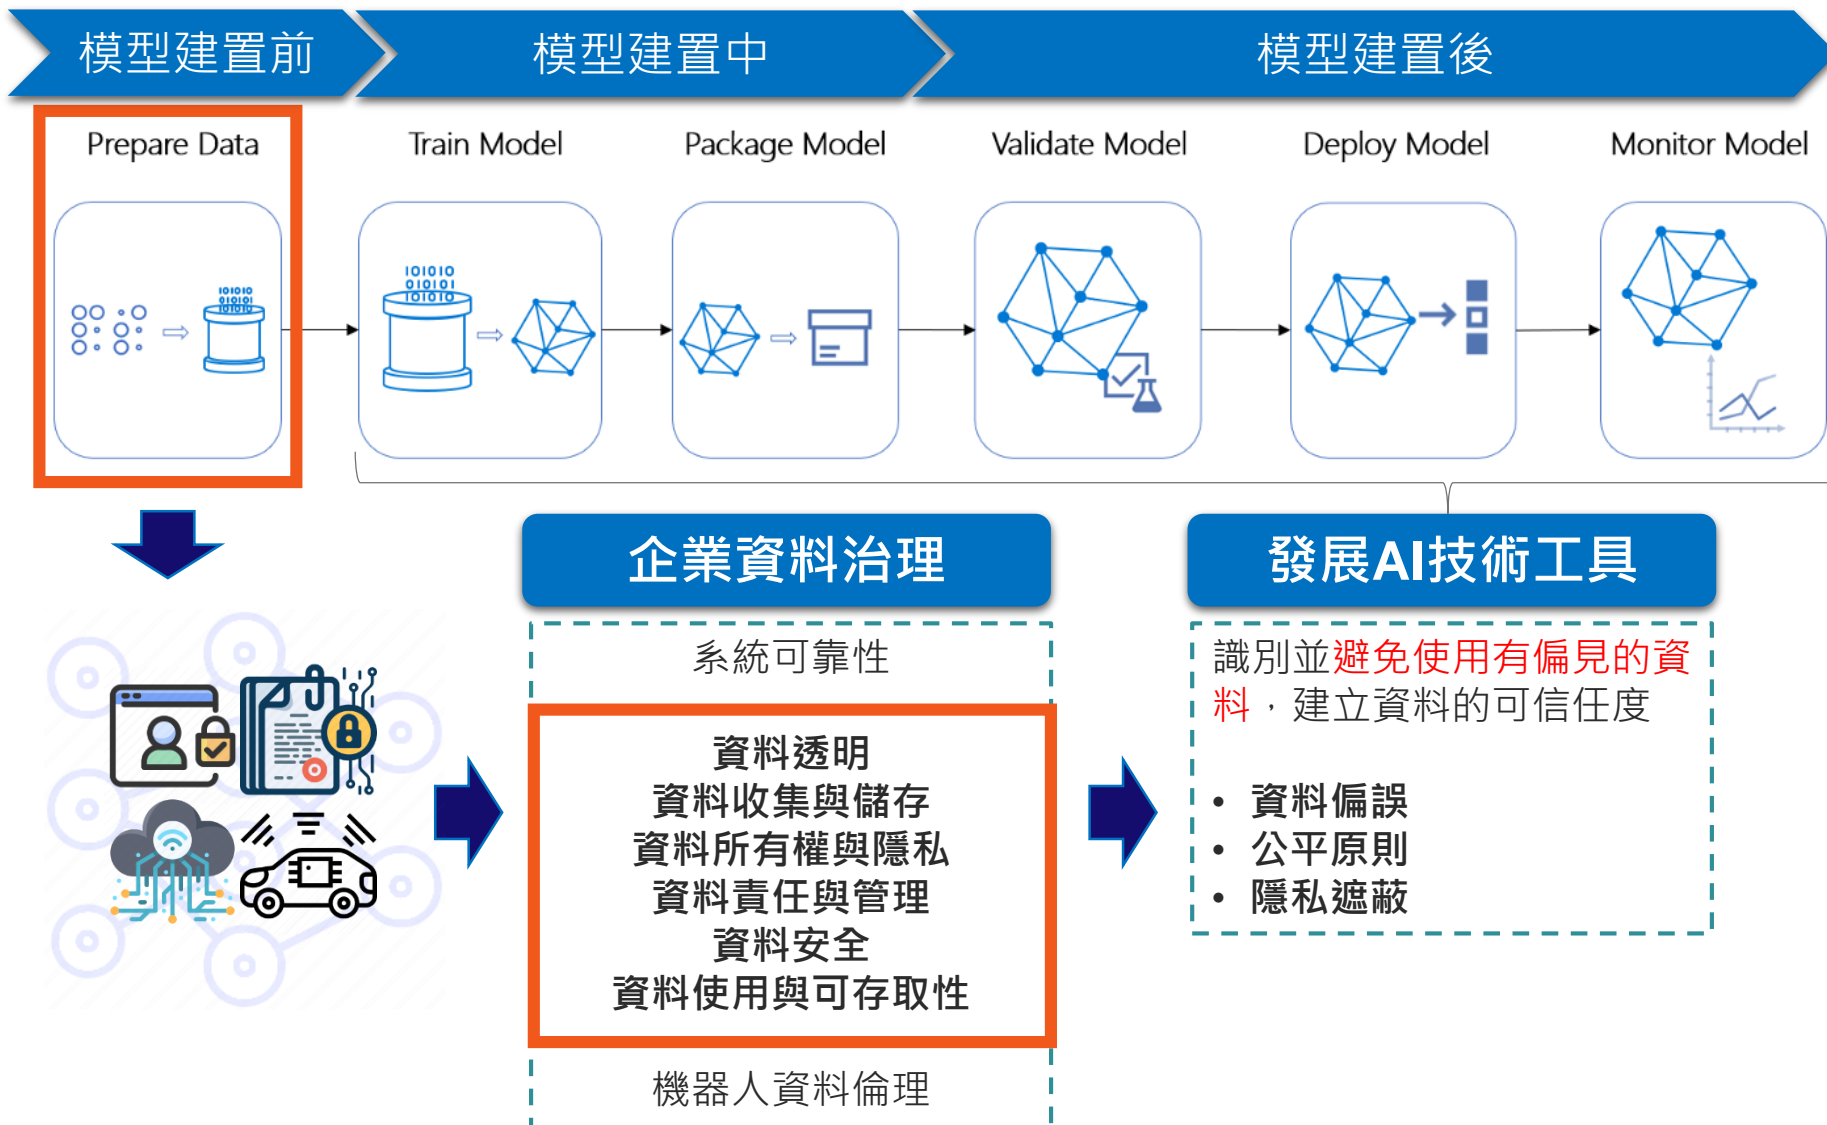 模型建置前
模型建置中
模型建置後
Prepare Data
Train Model
Package Model
Validate Model
Deploy Model
Monitor Model
101010
010101
101010
101010
010101
101010
企業資料治理
系統可靠性
資料透明
資料收集與儲存
資料所有權與隱私
資料責任與管理
資料安全
資料使用與可存取性
機器人資料倫理
發展AI技術工具
識別並避免使用有偏見的資
料，建立資料的可信任度
• 資料偏誤
• 公平原則
• 隱私遮蔽